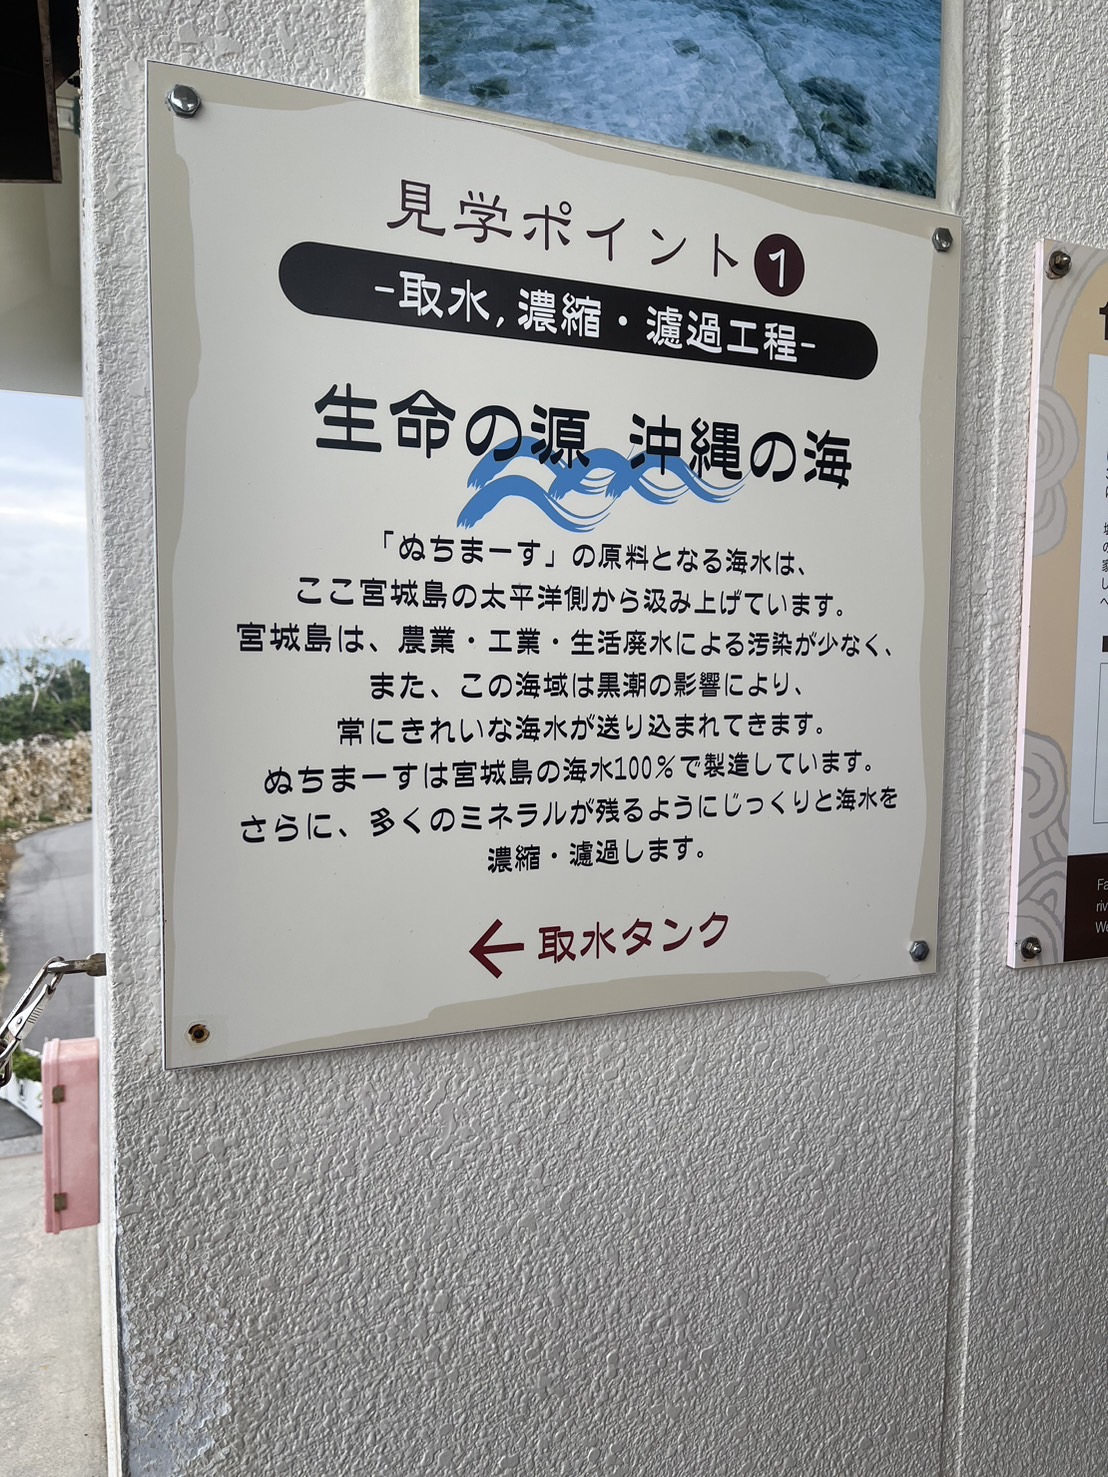 見学ポイント1
-取水,濃縮・濾過工程-
生命の源 沖縄の海
「ぬちまーす」の原料となる海水は、
ここ宮城島の太平洋側から汲み上げています。
宮城島は、農業・工業・生活廃水による汚染が少なく、
また、この海域は黒潮の影響により、
常にきれいな海水が送り込まれてきます。
ぬちまーすは宮城島の海水100%で製造しています。
さらに、多くのミネラルが残るようにじっくりと海水を
濃縮・濾過します。
←取水タンク